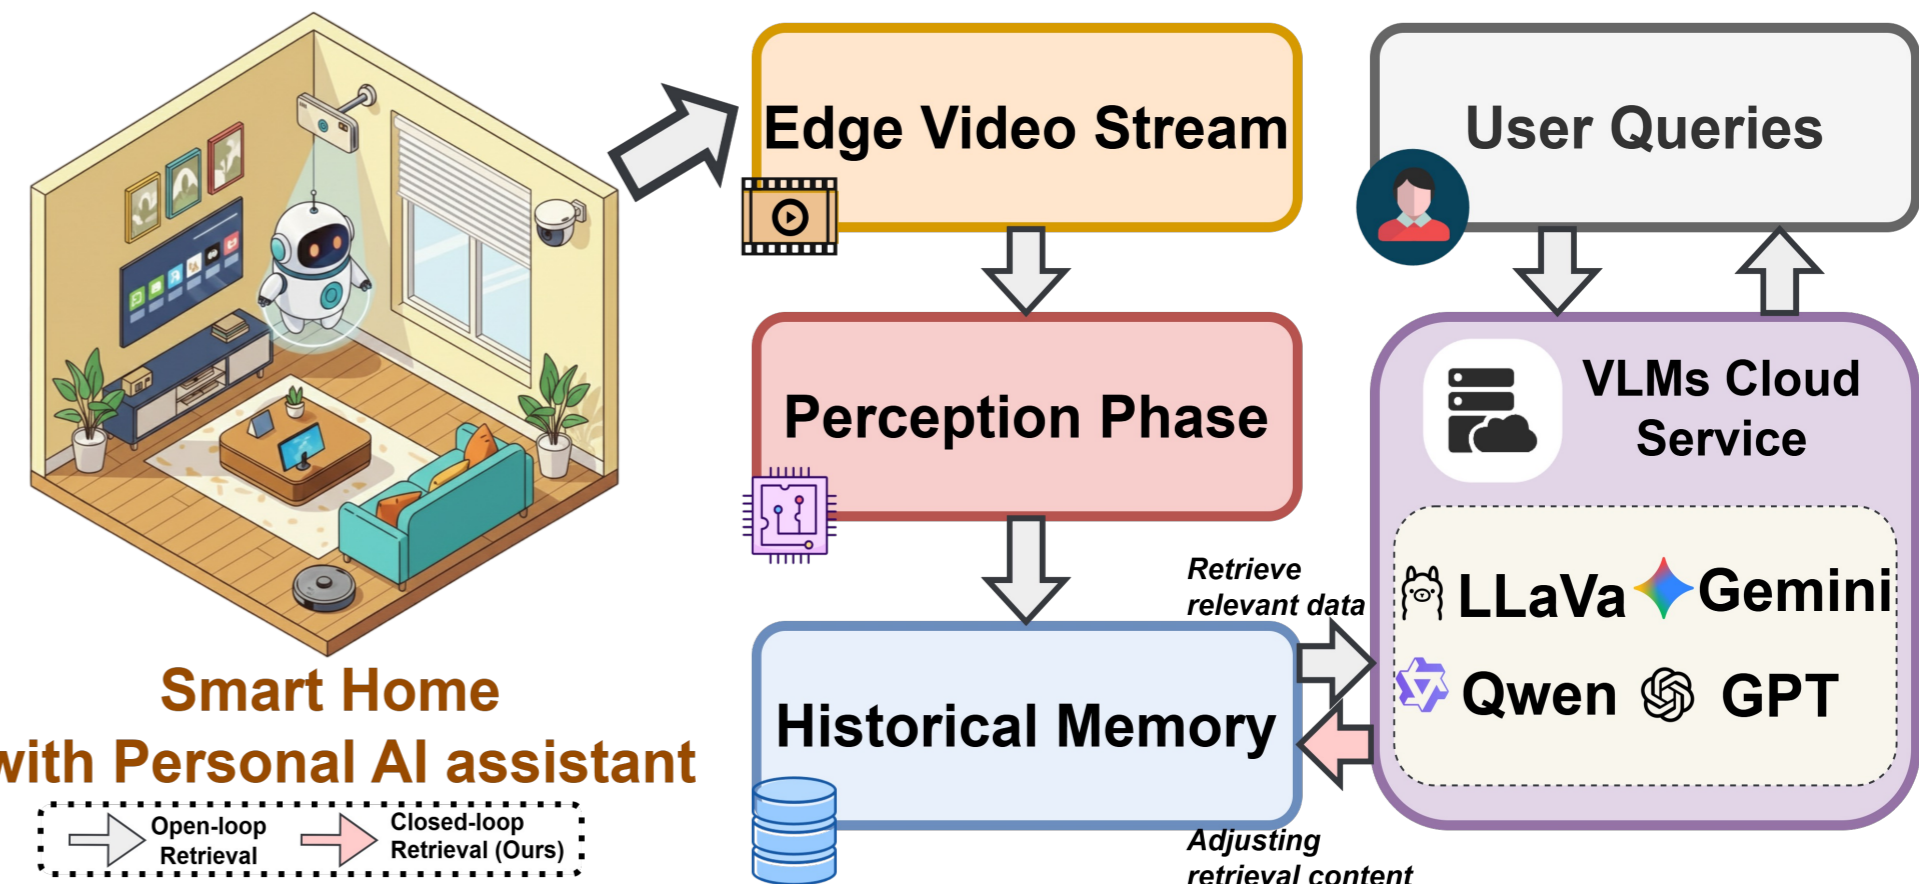 Edge Video Stream
User Queries
Perception Phase
VLMs Cloud
Service
Retrieve
relevant data
LLaVa
Gemini
Qwen
GPT
Historical Memory
Adjusting
retrieval content
Smart Home
with Personal AI assistant
Open-loop
Retrieval
Closed-loop
Retrieval (Ours)